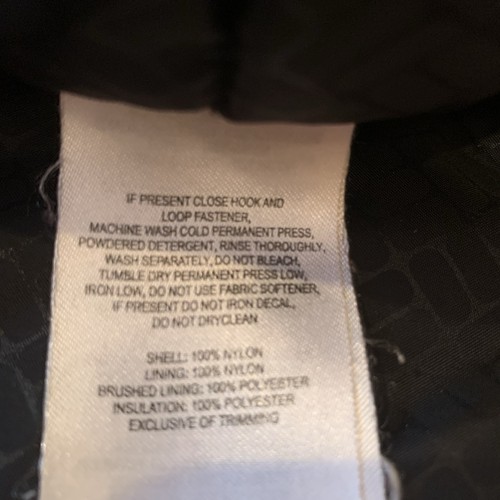 IF PRESENT CLOSE HOOK AND
LOOP FASTENER,
MACHINE WASH COLD PERMANENT PRESS,
POWDERED DETERGENT, RINSE THOROUGHLY,
WASH SEPARATELY, DO NOT BLEACH,
TUMBLE DRY PERMANENT PRESS LOW,
IRON LOW, DO NOT USE FABRIC SOFTENER,
IF PRESENT DO NOT IRON DECAL,
DO NOT DRYCLEAN
SHELL: 100% NYLON
LINING: 100% NYLON
BRUSHED LINING: 100% POLYESTER
INSULATION: 100% POLYESTER
EXCLUSIVE OF TRIMMING